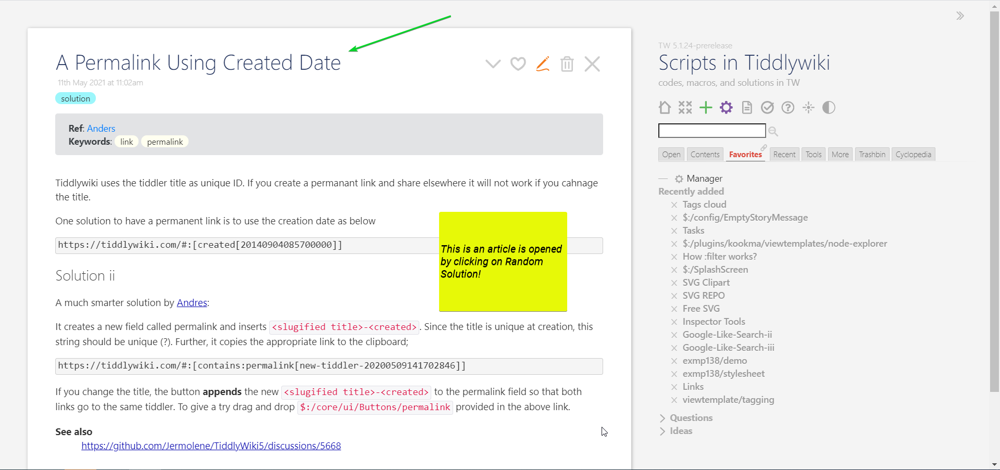 A Permalink Using Created Date
11th May 2021 at 11:02am
solution
Ref: Anders
Keywords: link permalink
Tiddlywiki uses the tiddler title as unique ID. If you create a permanant link and share elsewhere it will not work if you cahnage
the title.
One solution to have a permanent link is to use the creation date as below
https://tiddlywiki.com/#:[created[20140904085700000]]
This is an article is opened
by clicking on Random
Solution!
Solution ii
A much smarter solution by Andres:
It creates a new field called permalink and inserts <slugified title>-<created>. Since the title is unique at creation, this
string should be unique (?). Further, it copies the appropriate link to the clipboard;
https://tiddlywiki.com/#:[contains:permalink[new-tiddler-20200509141702846]]
If you change the title, the button appends the new <slugified title>-<created> to the permalink field so that both
links go to the same tiddler. To give a try drag and drop $:/core/ui/Buttons/permalink provided in the above link.
See also
https://github.com/Jermolene/TiddlyWiki5/discussions/5668
TW 5.1.24-prerelease
Scripts in Tiddlywiki
codes, macros, and solutions in TW
Open Contents Favorites Recent Tools More Trashbin Cyclopedia
Manager
Recently added
Tags cloud
$:/config/EmptyStoryMessage
Tasks
$:/plugins/kookma/viewtemplates/node-explorer
How :filter works?
$:/SplashScreen
SVG Clipart
SVG REPO
Free SVG
Inspector Tools
Google-Like-Search-ii
Google-Like-Search-iii
exmp138/demo
exmp138/stylesheet
Links
viewtemplate/tagging
Questions
Ideas